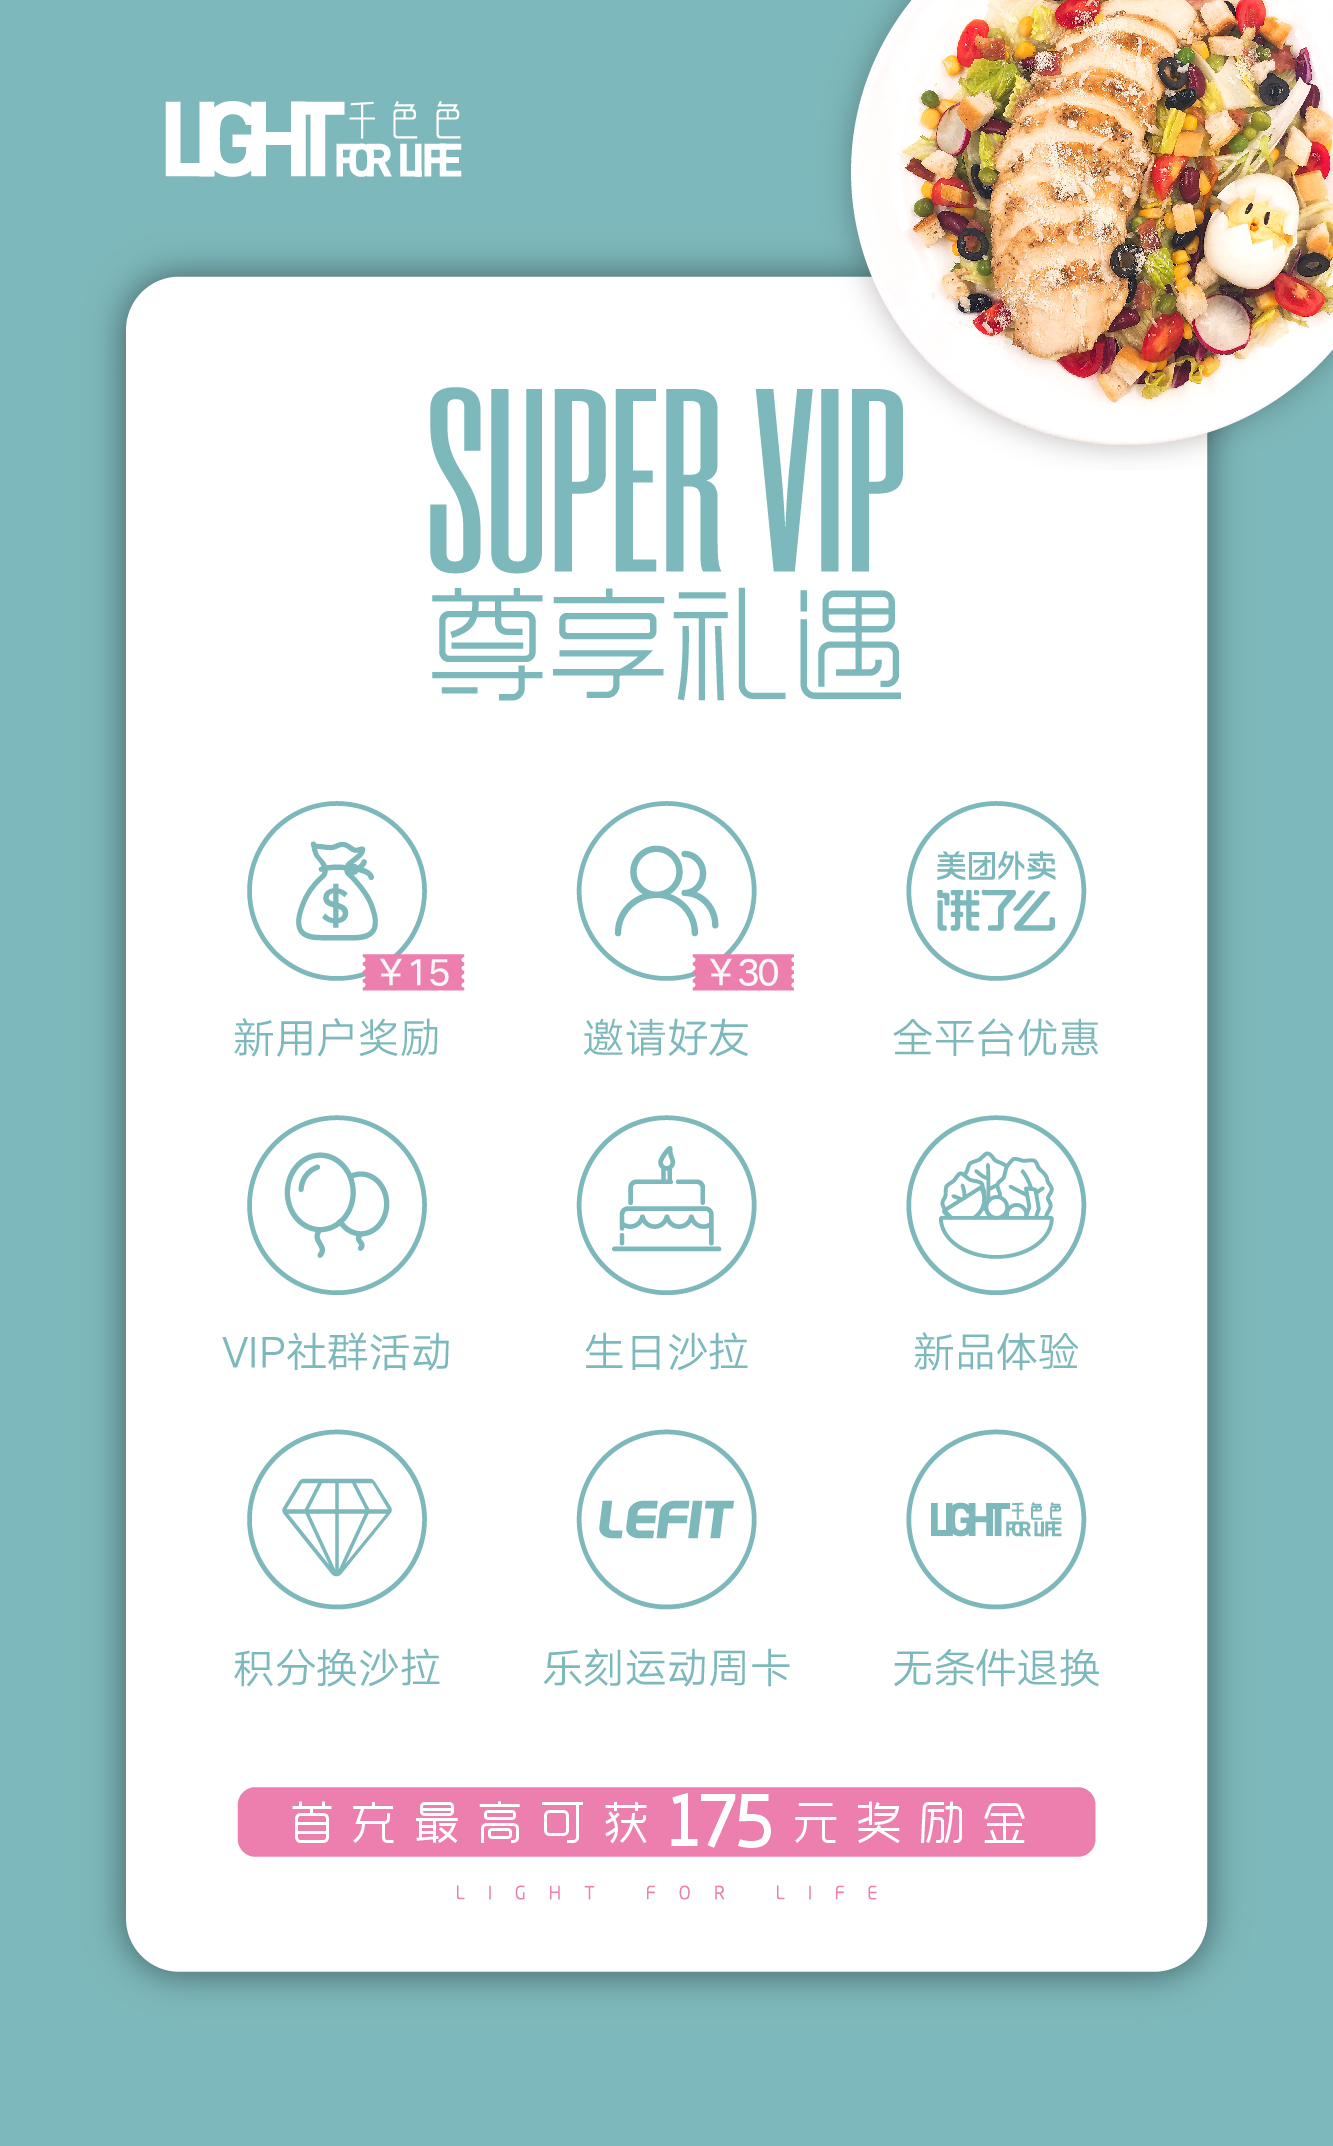 LIGHT 千色色
FOR LIFE
SUPER VIP
尊享礼遇
$
¥15
新用户奖励
¥30
邀请好友
美团外卖
饿了么
全平台优惠
VIP社群活动
生日沙拉
新品体验
积分换沙拉
LEFIT
乐刻运动周卡
LIGHT 千色色
FOR LIFE
无条件退换
首充最高可获175元奖励金
LIGHT FOR LIFE